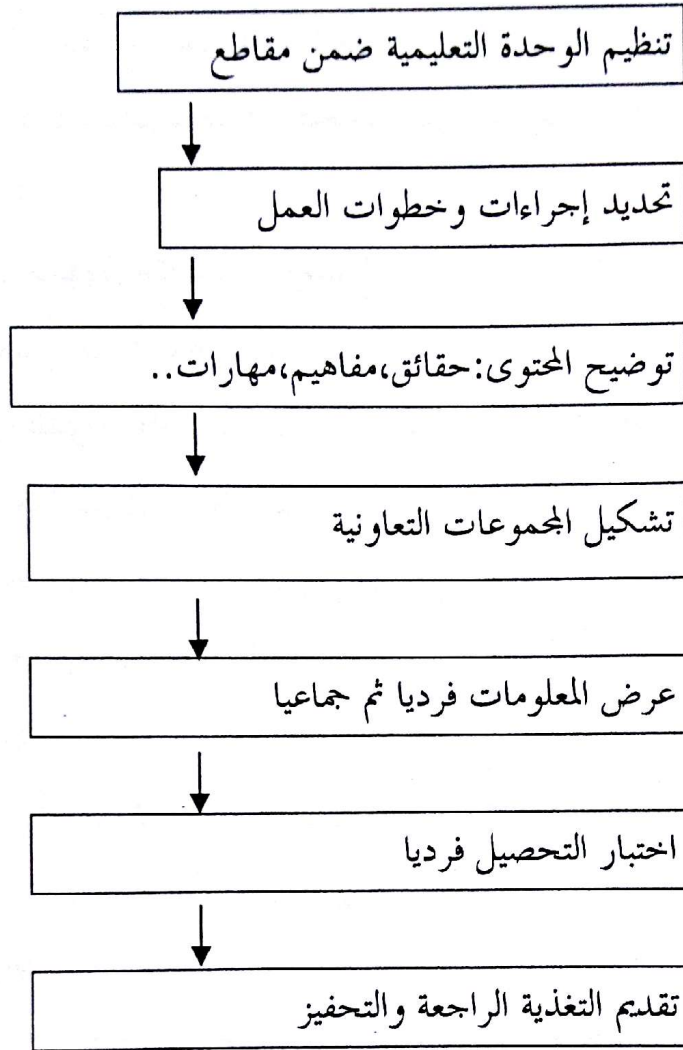 تنظيم الوحدة التعليمية ضمن مقاطع
تحديد إجراءات وخطوات العمل
توضيح المحتوى:حقائق،مفاهيم،مهارات..
تشكيل المجموعات التعاونية
عرض المعلومات فرديا ثم جماعيا
اختبار التحصيل فرديا
تقديم التغذية الراجعة والتحفيز